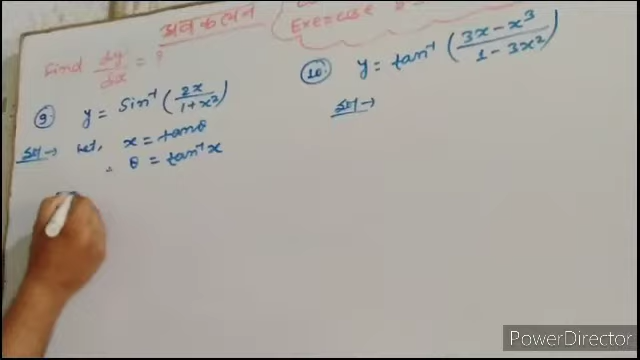 अवकलन
Exercise
Find dy/dx = ?
9. y = Sin⁻¹ (2x / 1+x²)
Sol→ Let, x = tanθ
∴ θ = tan⁻¹ x
10. y = tan⁻¹ (3x - x³ / 1 - 3x²)
Sol→
PowerDirector